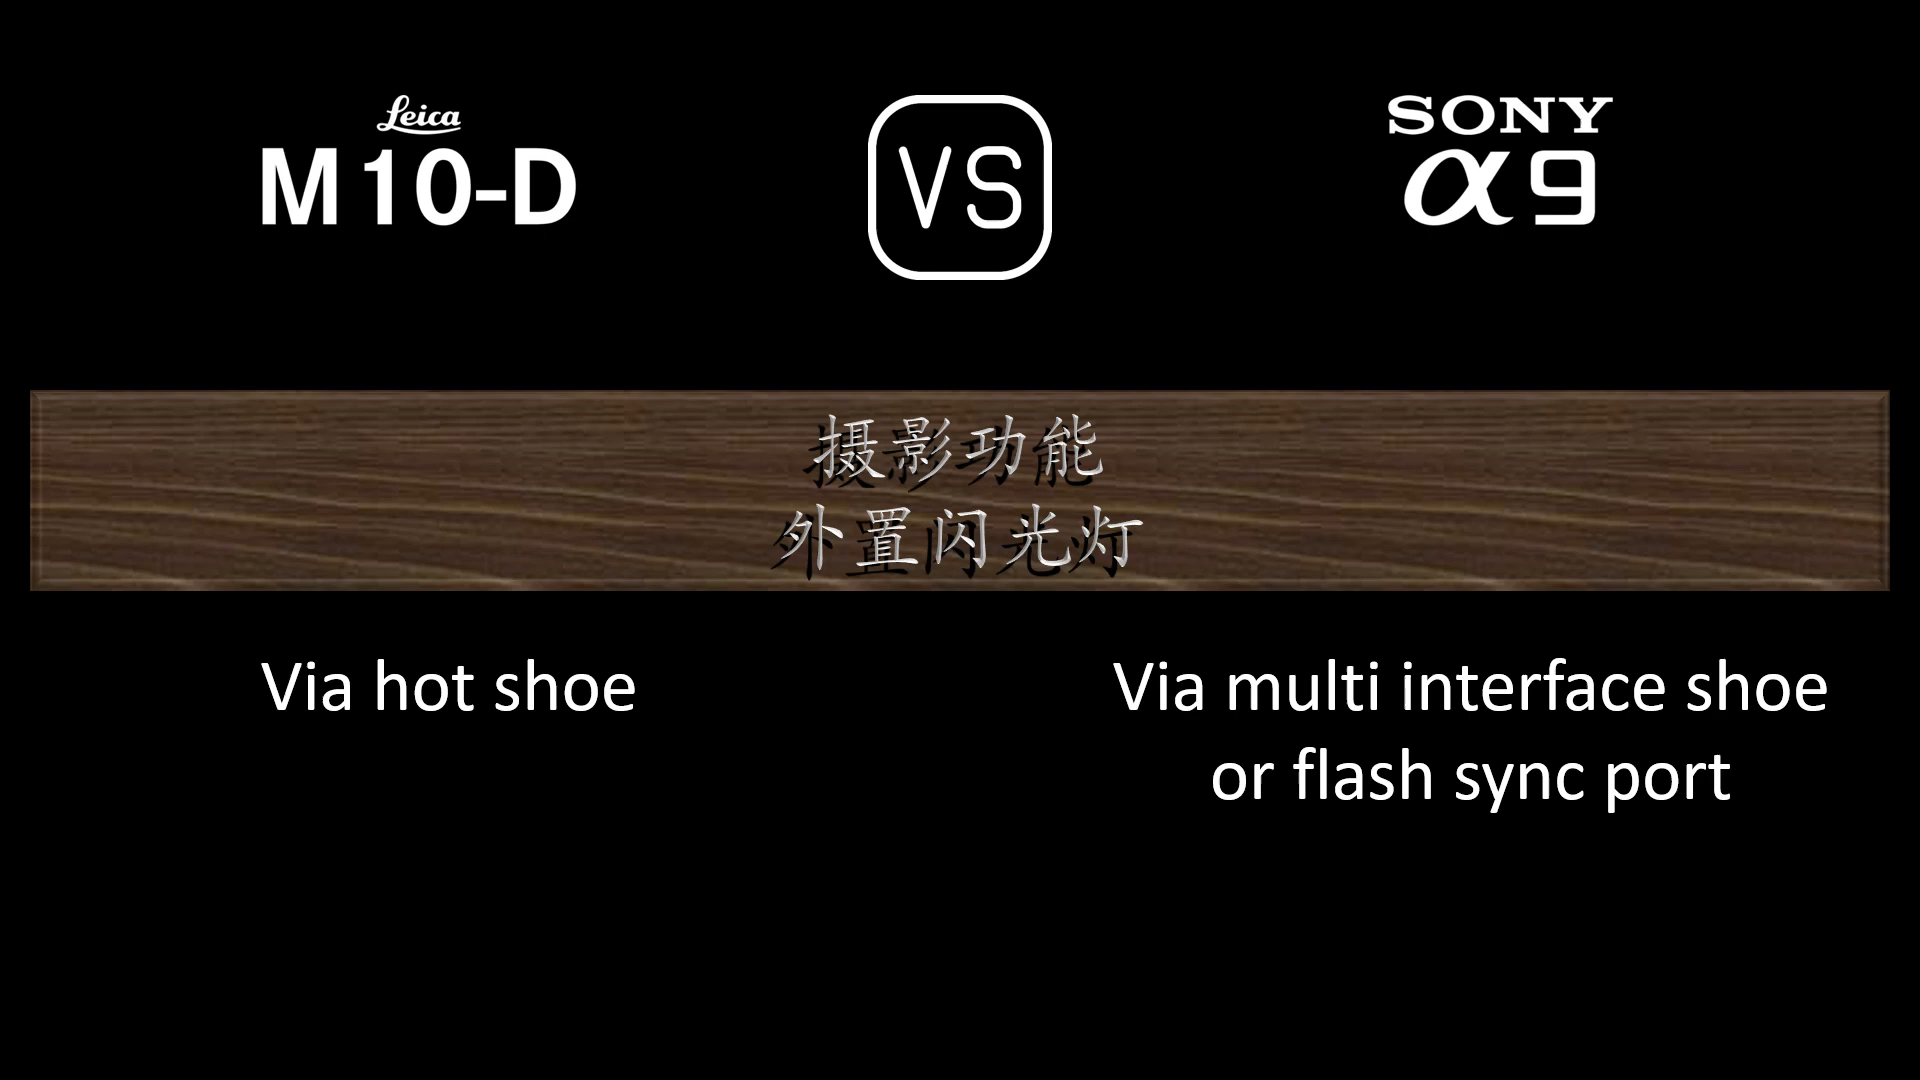 Leica
M10-D
VS
SONY
α9
摄影功能
外置闪光灯
Via hot shoe
Via multi interface shoe
or flash sync port